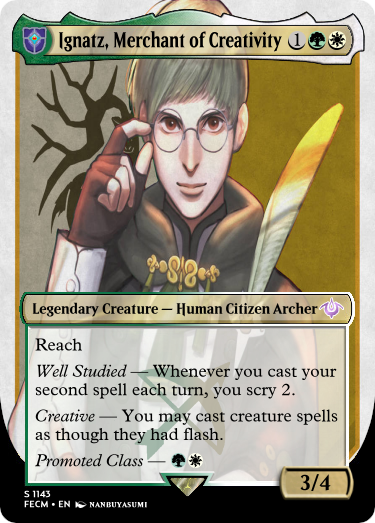 Ignatz, Merchant of Creativity 1
Legendary Creature — Human Citizen Archer
Reach
Well Studied — Whenever you cast your
second spell each turn, you scry 2.
Creative — You may cast creature spells
as though they had flash.
Promoted Class —
3/4
S 1143
FECM • EN NANBUYASUMI